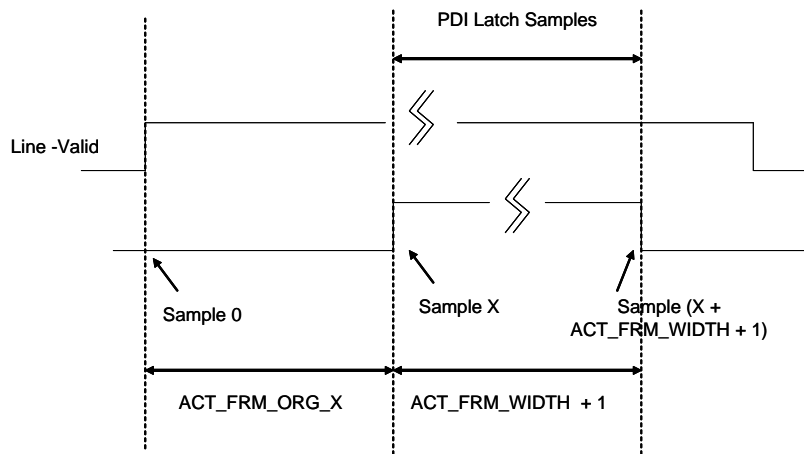 PDI Latch Samples
Line -Valid
Sample 0
Sample X
Sample (X +
ACT_FRM_WIDTH + 1)
ACT_FRM_ORG_X
ACT_FRM_WIDTH + 1